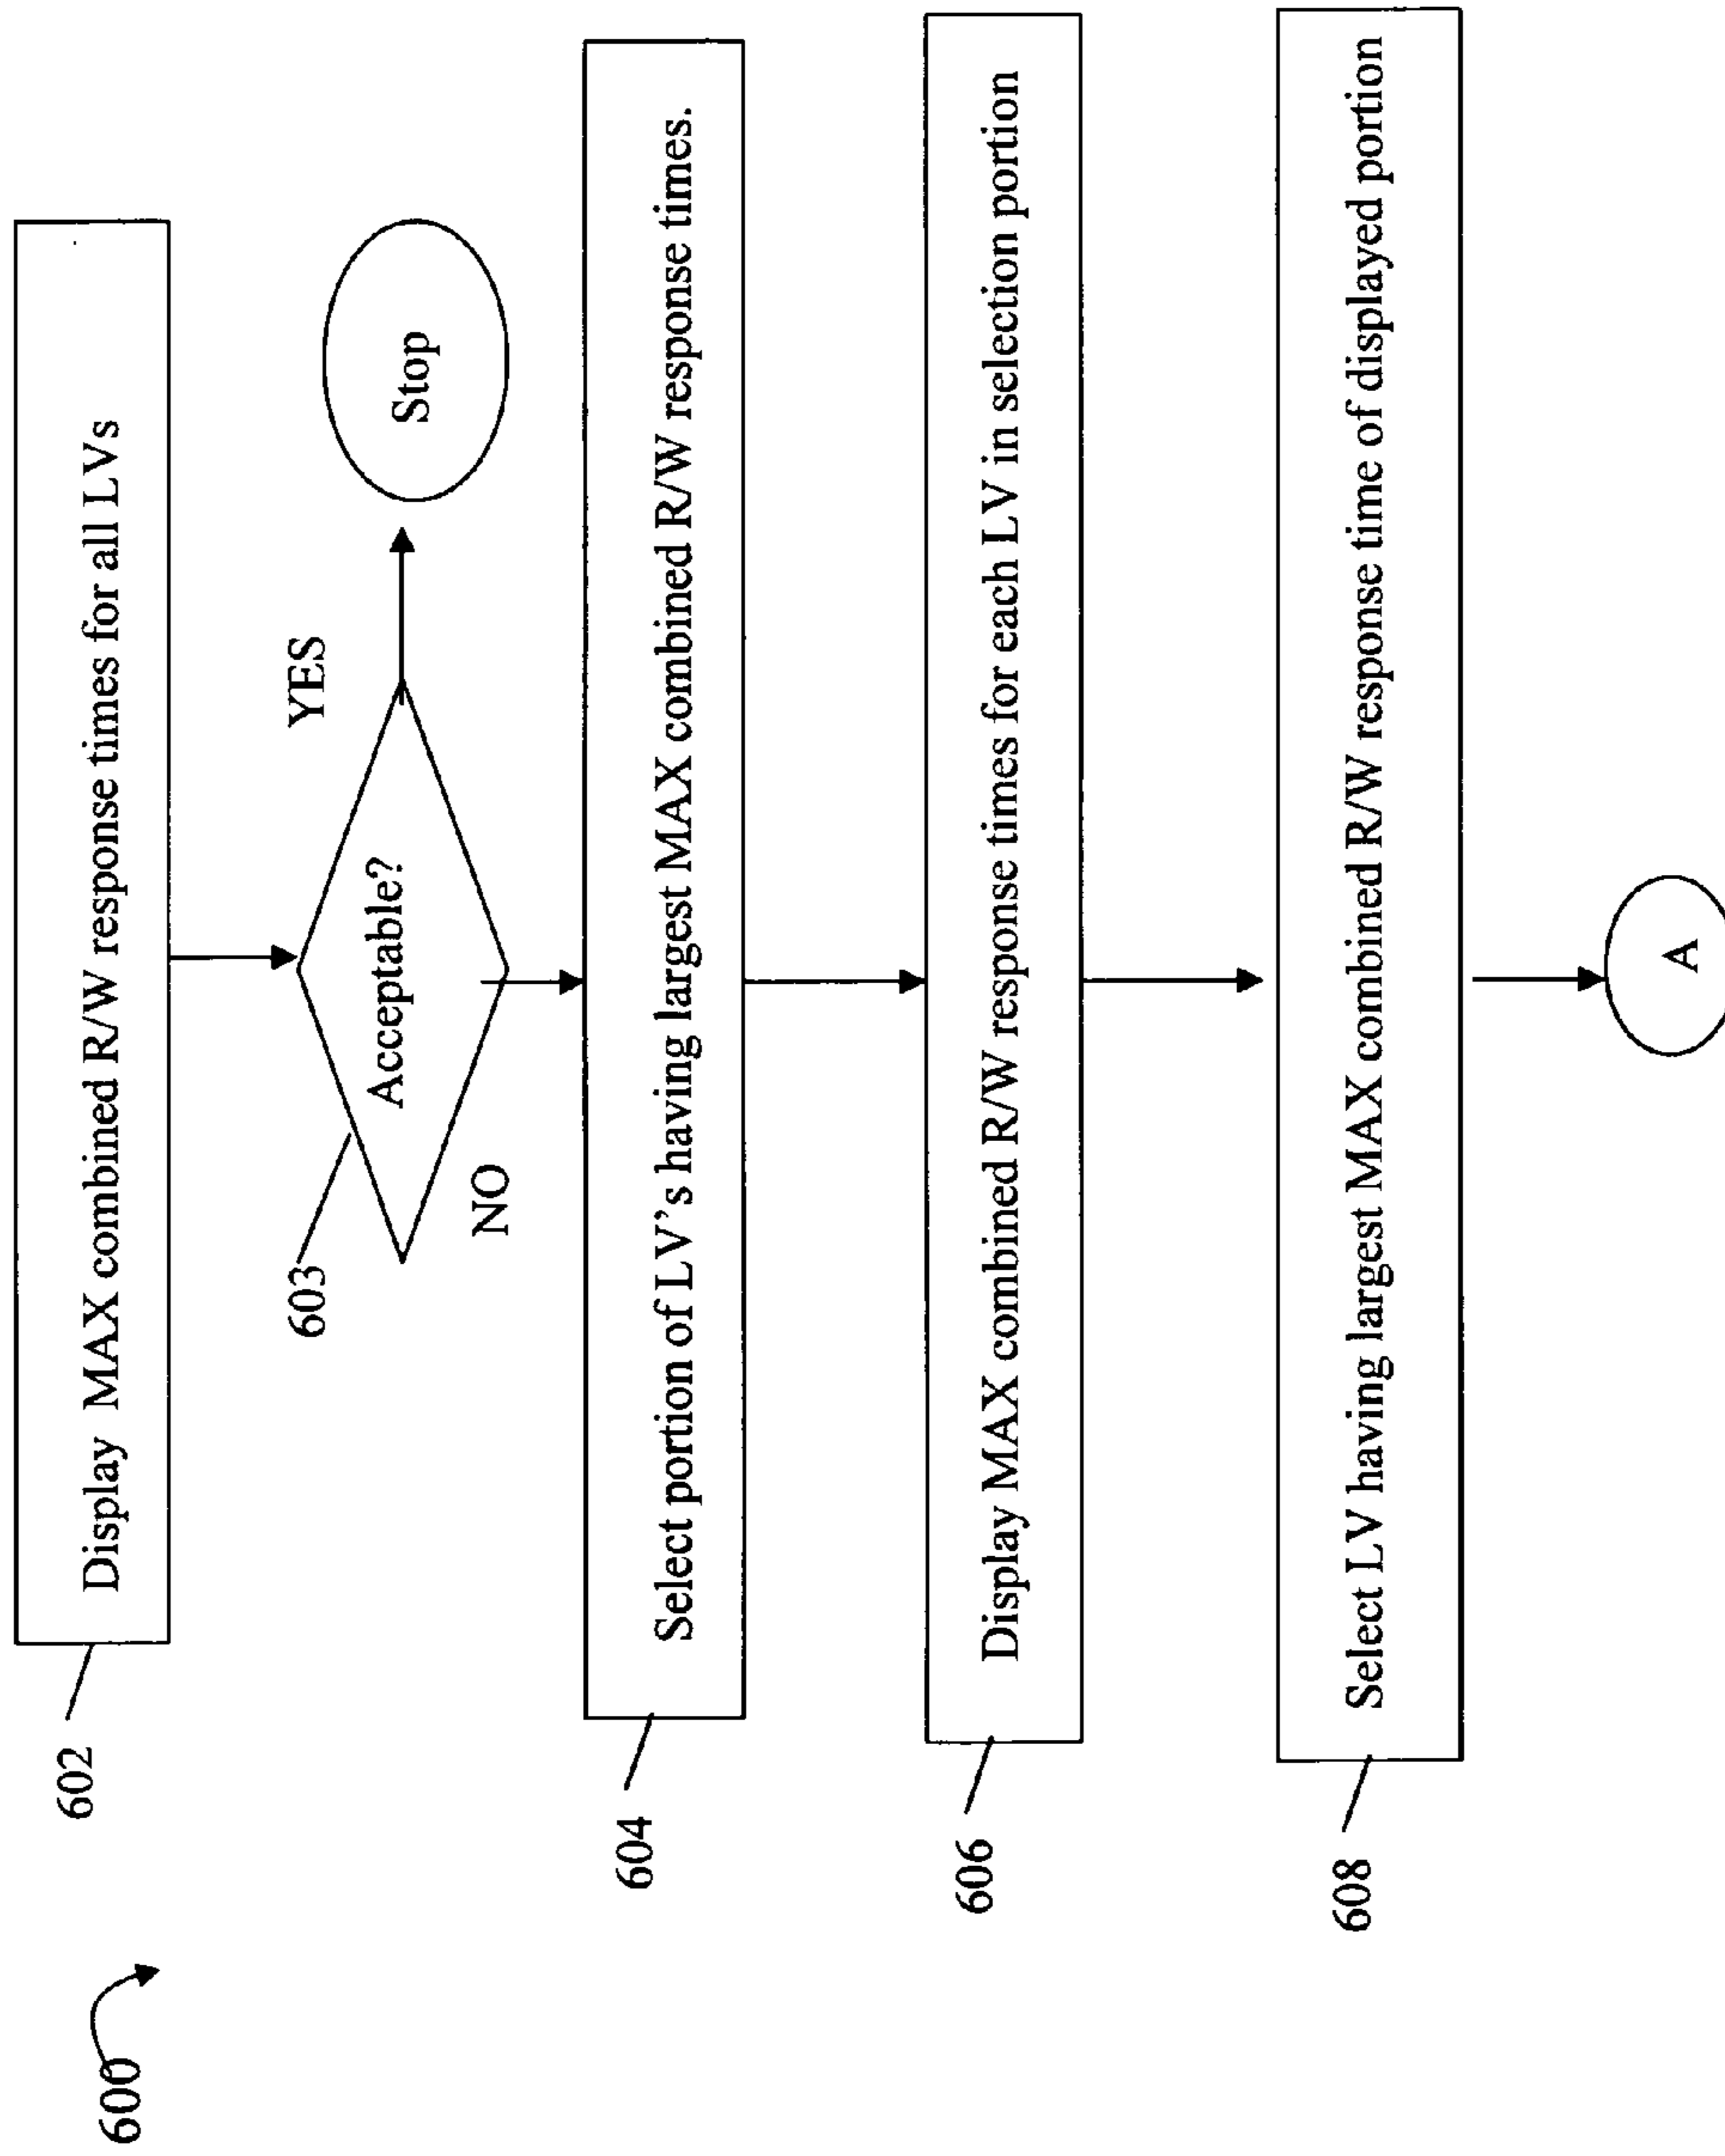 600
602
Display MAX combined R/W response times for all LVs
603
Acceptable?
YES
Stop
NO
604
Select portion of LV's having largest MAX combined R/W response times.
606
Display MAX combined R/W response times for each LV in selection portion
608
Select LV having largest MAX combined R/W response time of displayed portion
A